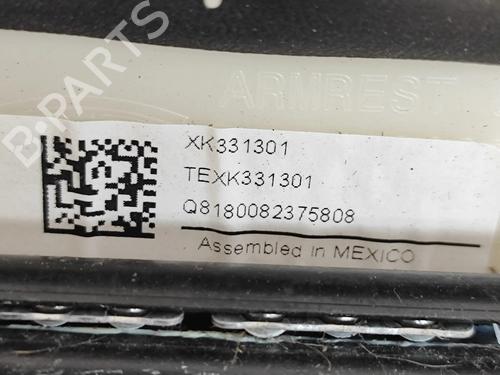 ARMREST
B-PARTS
XK331301
TEXK331301
Q8180082375808
Assembled in MEXICO